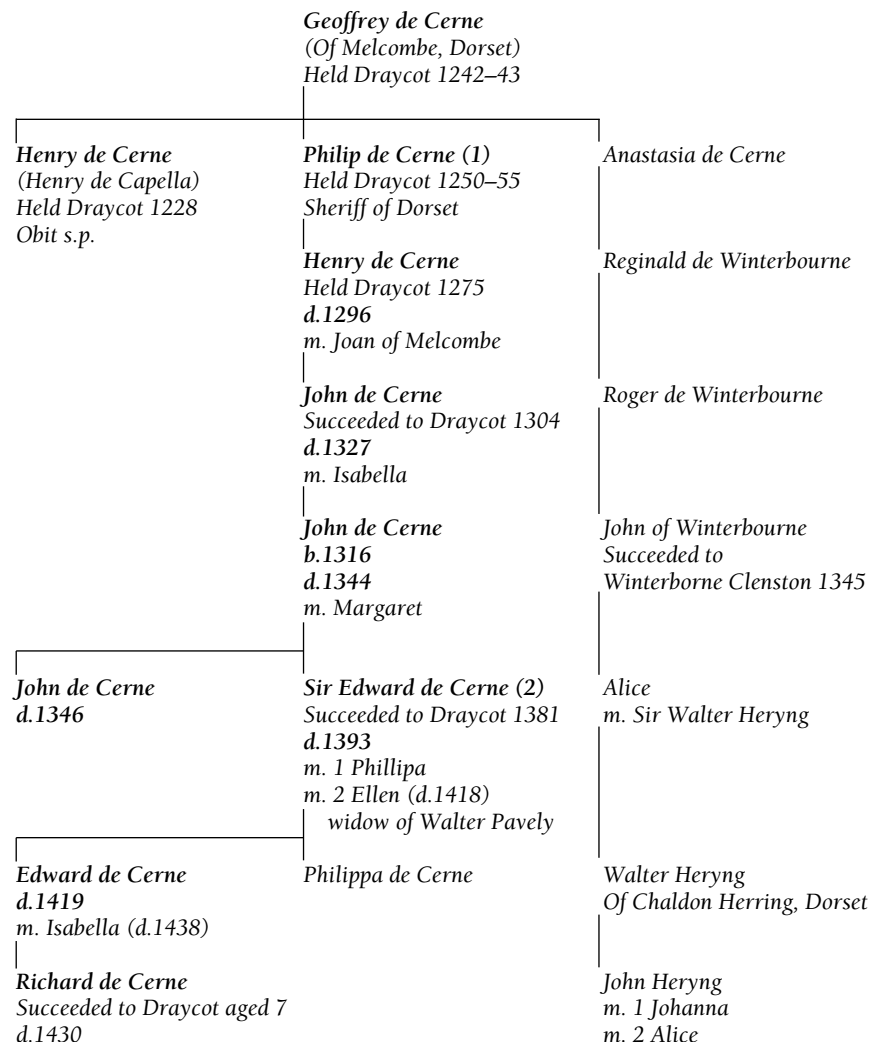 Geoffrey de Cerne
(Of Melcombe, Dorset)
Held Draycot 1242–43
Henry de Cerne
(Henry de Capella)
Held Draycot 1228
Obit s.p.
Philip de Cerne (1)
Held Draycot 1250–55
Sheriff of Dorset
Anastasia de Cerne
Henry de Cerne
Held Draycot 1275
d.1296
m. Joan of Melcombe
Reginald de Winterbourne
John de Cerne
Succeeded to Draycot 1304
d.1327
m. Isabella
Roger de Winterbourne
John de Cerne
b.1316
d.1344
m. Margaret
John of Winterbourne
Succeeded to
Winterborne Clenston 1345
John de Cerne
d.1346
Sir Edward de Cerne (2)
Succeeded to Draycot 1381
d.1393
m. 1 Phillipa
m. 2 Ellen (d.1418)
widow of Walter Pavely
Alice
m. Sir Walter Heryng
Edward de Cerne
d.1419
m. Isabella (d.1438)
Philippa de Cerne
Walter Heryng
Of Chaldon Herring, Dorset
Richard de Cerne
Succeeded to Draycot aged 7
d.1430
John Heryng
m. 1 Johanna
m. 2 Alice